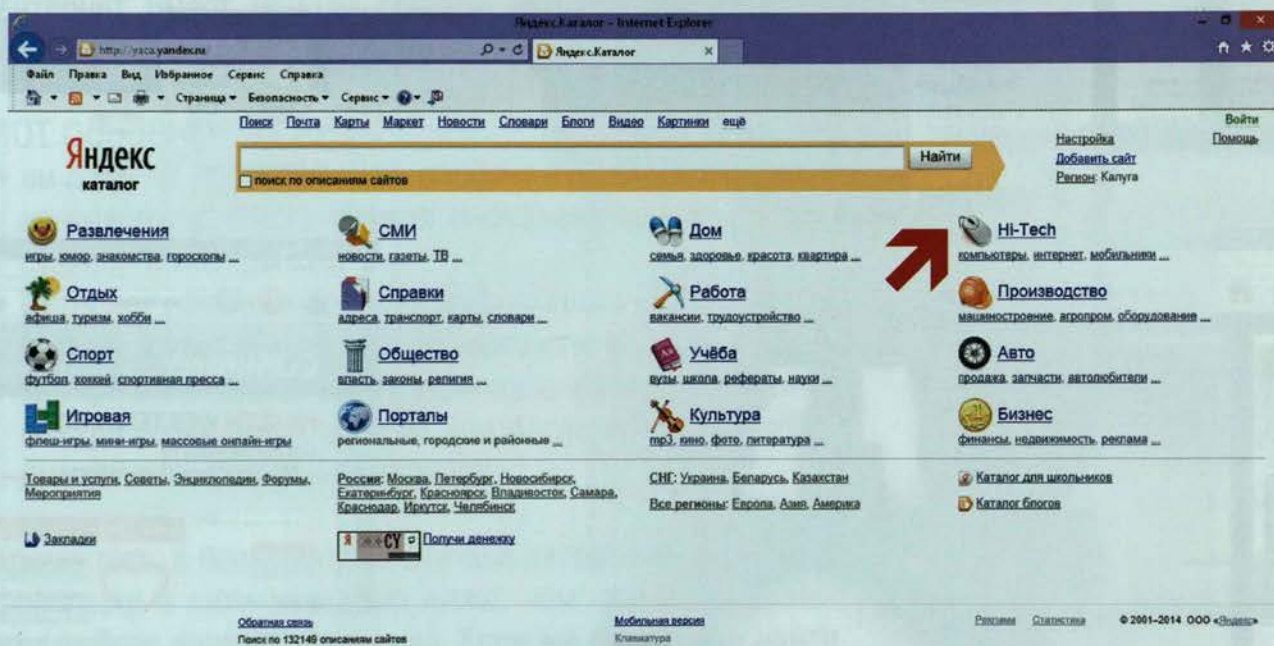 Яндекс.Каталог – Internet Explorer
http://yaca.yandex.ru/
Яндекс.Каталог
Файл Правка Вид Избранное Сервис Справка
Страница Безопасность Сервис
Поиск Почта Карты Маркет Новости Словари Блоги Видео Картинки ещё
Войти
Яндекс
каталог
Найти
поиск по описаниям сайтов
Настройка
Помощь
Добавить сайт
Регион: Калуга
Развлечения
игры, юмор, знакомства, гороскопы ...
СМИ
новости, газеты, ТВ ...
Дом
семья, здоровье, красота, квартира ...
Hi-Tech
компьютеры, интернет, мобильники ...
Отдых
афиша, туризм, хобби ...
Справки
адреса, транспорт, карты, словари ...
Работа
вакансии, трудоустройство ...
Производство
машиностроение, агропром, оборудование ...
Спорт
футбол, хоккей, спортивная пресса ...
Общество
власть, законы, религия ...
Учёба
вузы, школа, рефераты, науки ...
Авто
продажа, запчасти, автолюбители ...
Игровая
флеш-игры, мини-игры, массовые онлайн-игры
Порталы
региональные, городские и районные ...
Культура
mp3, кино, фото, литература ...
Бизнес
финансы, недвижимость, реклама ...
Товары и услуги, Советы, Энциклопедии, Форумы,
Мероприятия
Россия: Москва, Петербург, Новосибирск,
Екатеринбург, Красноярск, Владивосток, Самара,
Краснодар, Иркутск, Челябинск
СНГ: Украина, Беларусь, Казахстан
Все регионы: Европа, Азия, Америка
Каталог для школьников
Каталог блогов
Закладки
Я CY
Получи денежку
Обратная связь
Поиск по 132149 описаниям сайтов
Мобильная версия
Клавиатура
Реклама Статистика © 2001–2014 ООО «Яндекс»